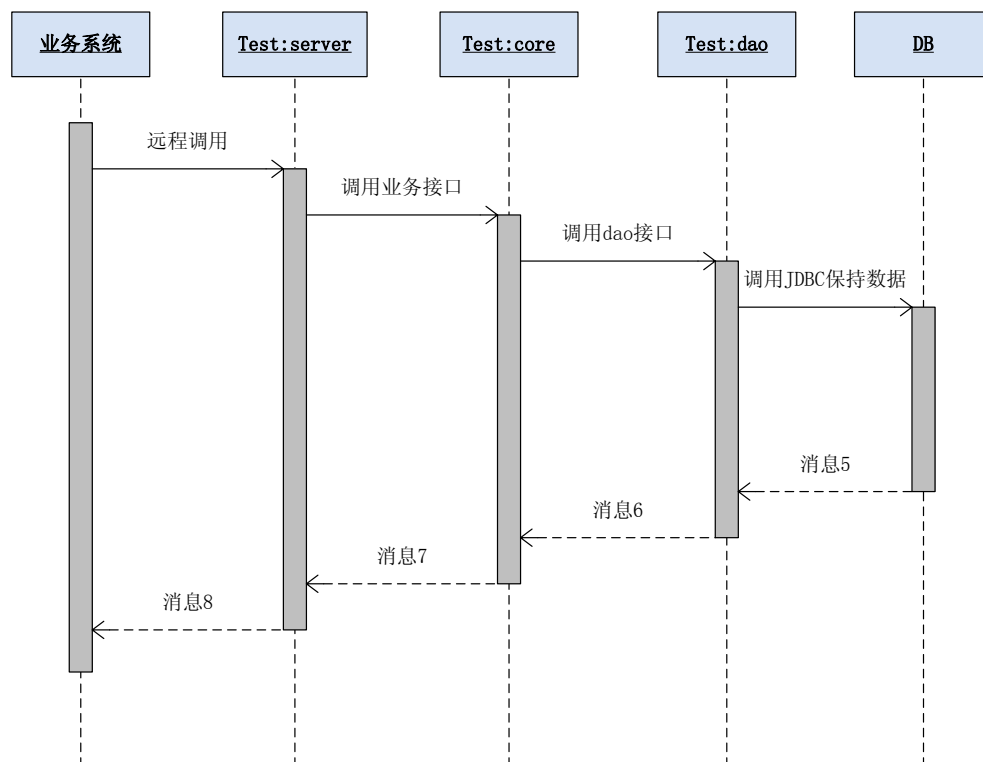 业务系统
Test:server
Test:core
Test:dao
DB
远程调用
调用业务接口
调用dao接口
调用JDBC保持数据
消息5
消息6
消息7
消息8